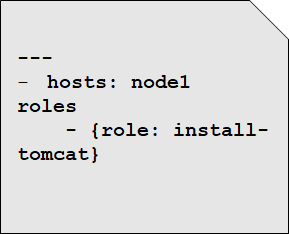 ---
- hosts: node1
roles
    - {role: install-
tomcat}